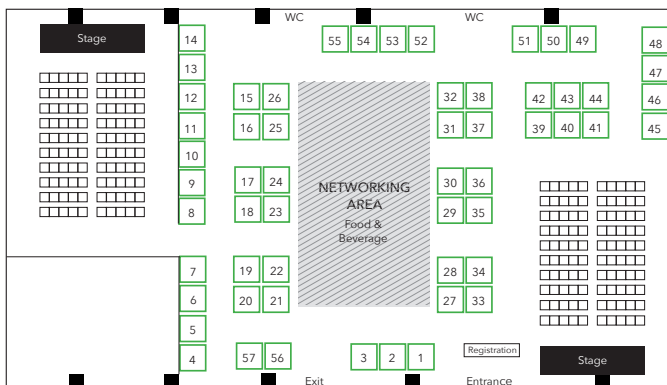 WC WC
Stage
14 55 54 53 52 51 50 49 48
13 47
12 15 26 32 38 42 43 44 46
11 16 25 31 37 39 40 41 45
10
9 17 24 30 36
NETWORKING
AREA
8 18 23 29 35
Food &
Beverage
7 19 22 28 34
6 20 21 27 33
5
4 57 56 3 2 1
Registration
Stage
Exit Entrance